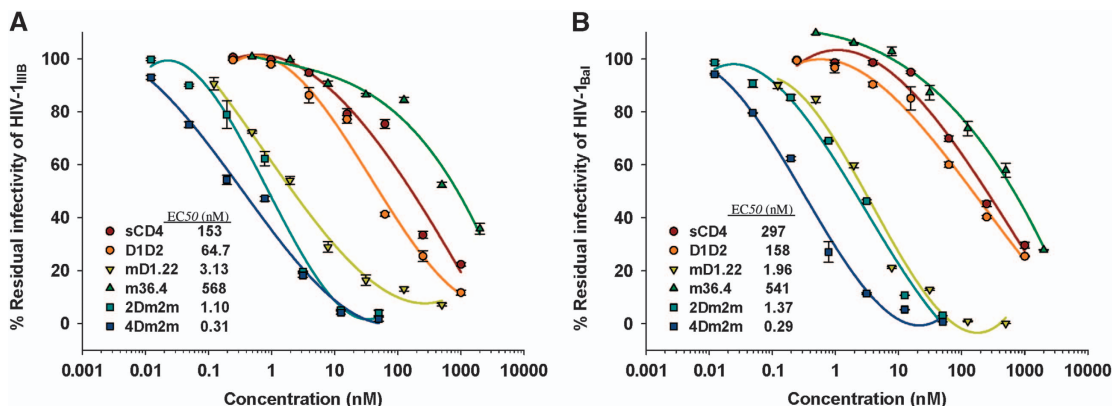 A
% Residual infectivity of HIV-1IIIB
100
80
60
40
20
0
EC50 (nM)
sCD4 153
D1D2 64.7
mD1.22 3.13
m36.4 568
2Dm2m 1.10
4Dm2m 0.31
0.001 0.01 0.1 1 10 100 1000 10000
Concentration (nM)
B
% Residual infectivity of HIV-1Bal
100
80
60
40
20
0
EC50 (nM)
sCD4 297
D1D2 158
mD1.22 1.96
m36.4 541
2Dm2m 1.37
4Dm2m 0.29
0.001 0.01 0.1 1 10 100 1000 10000
Concentration (nM)